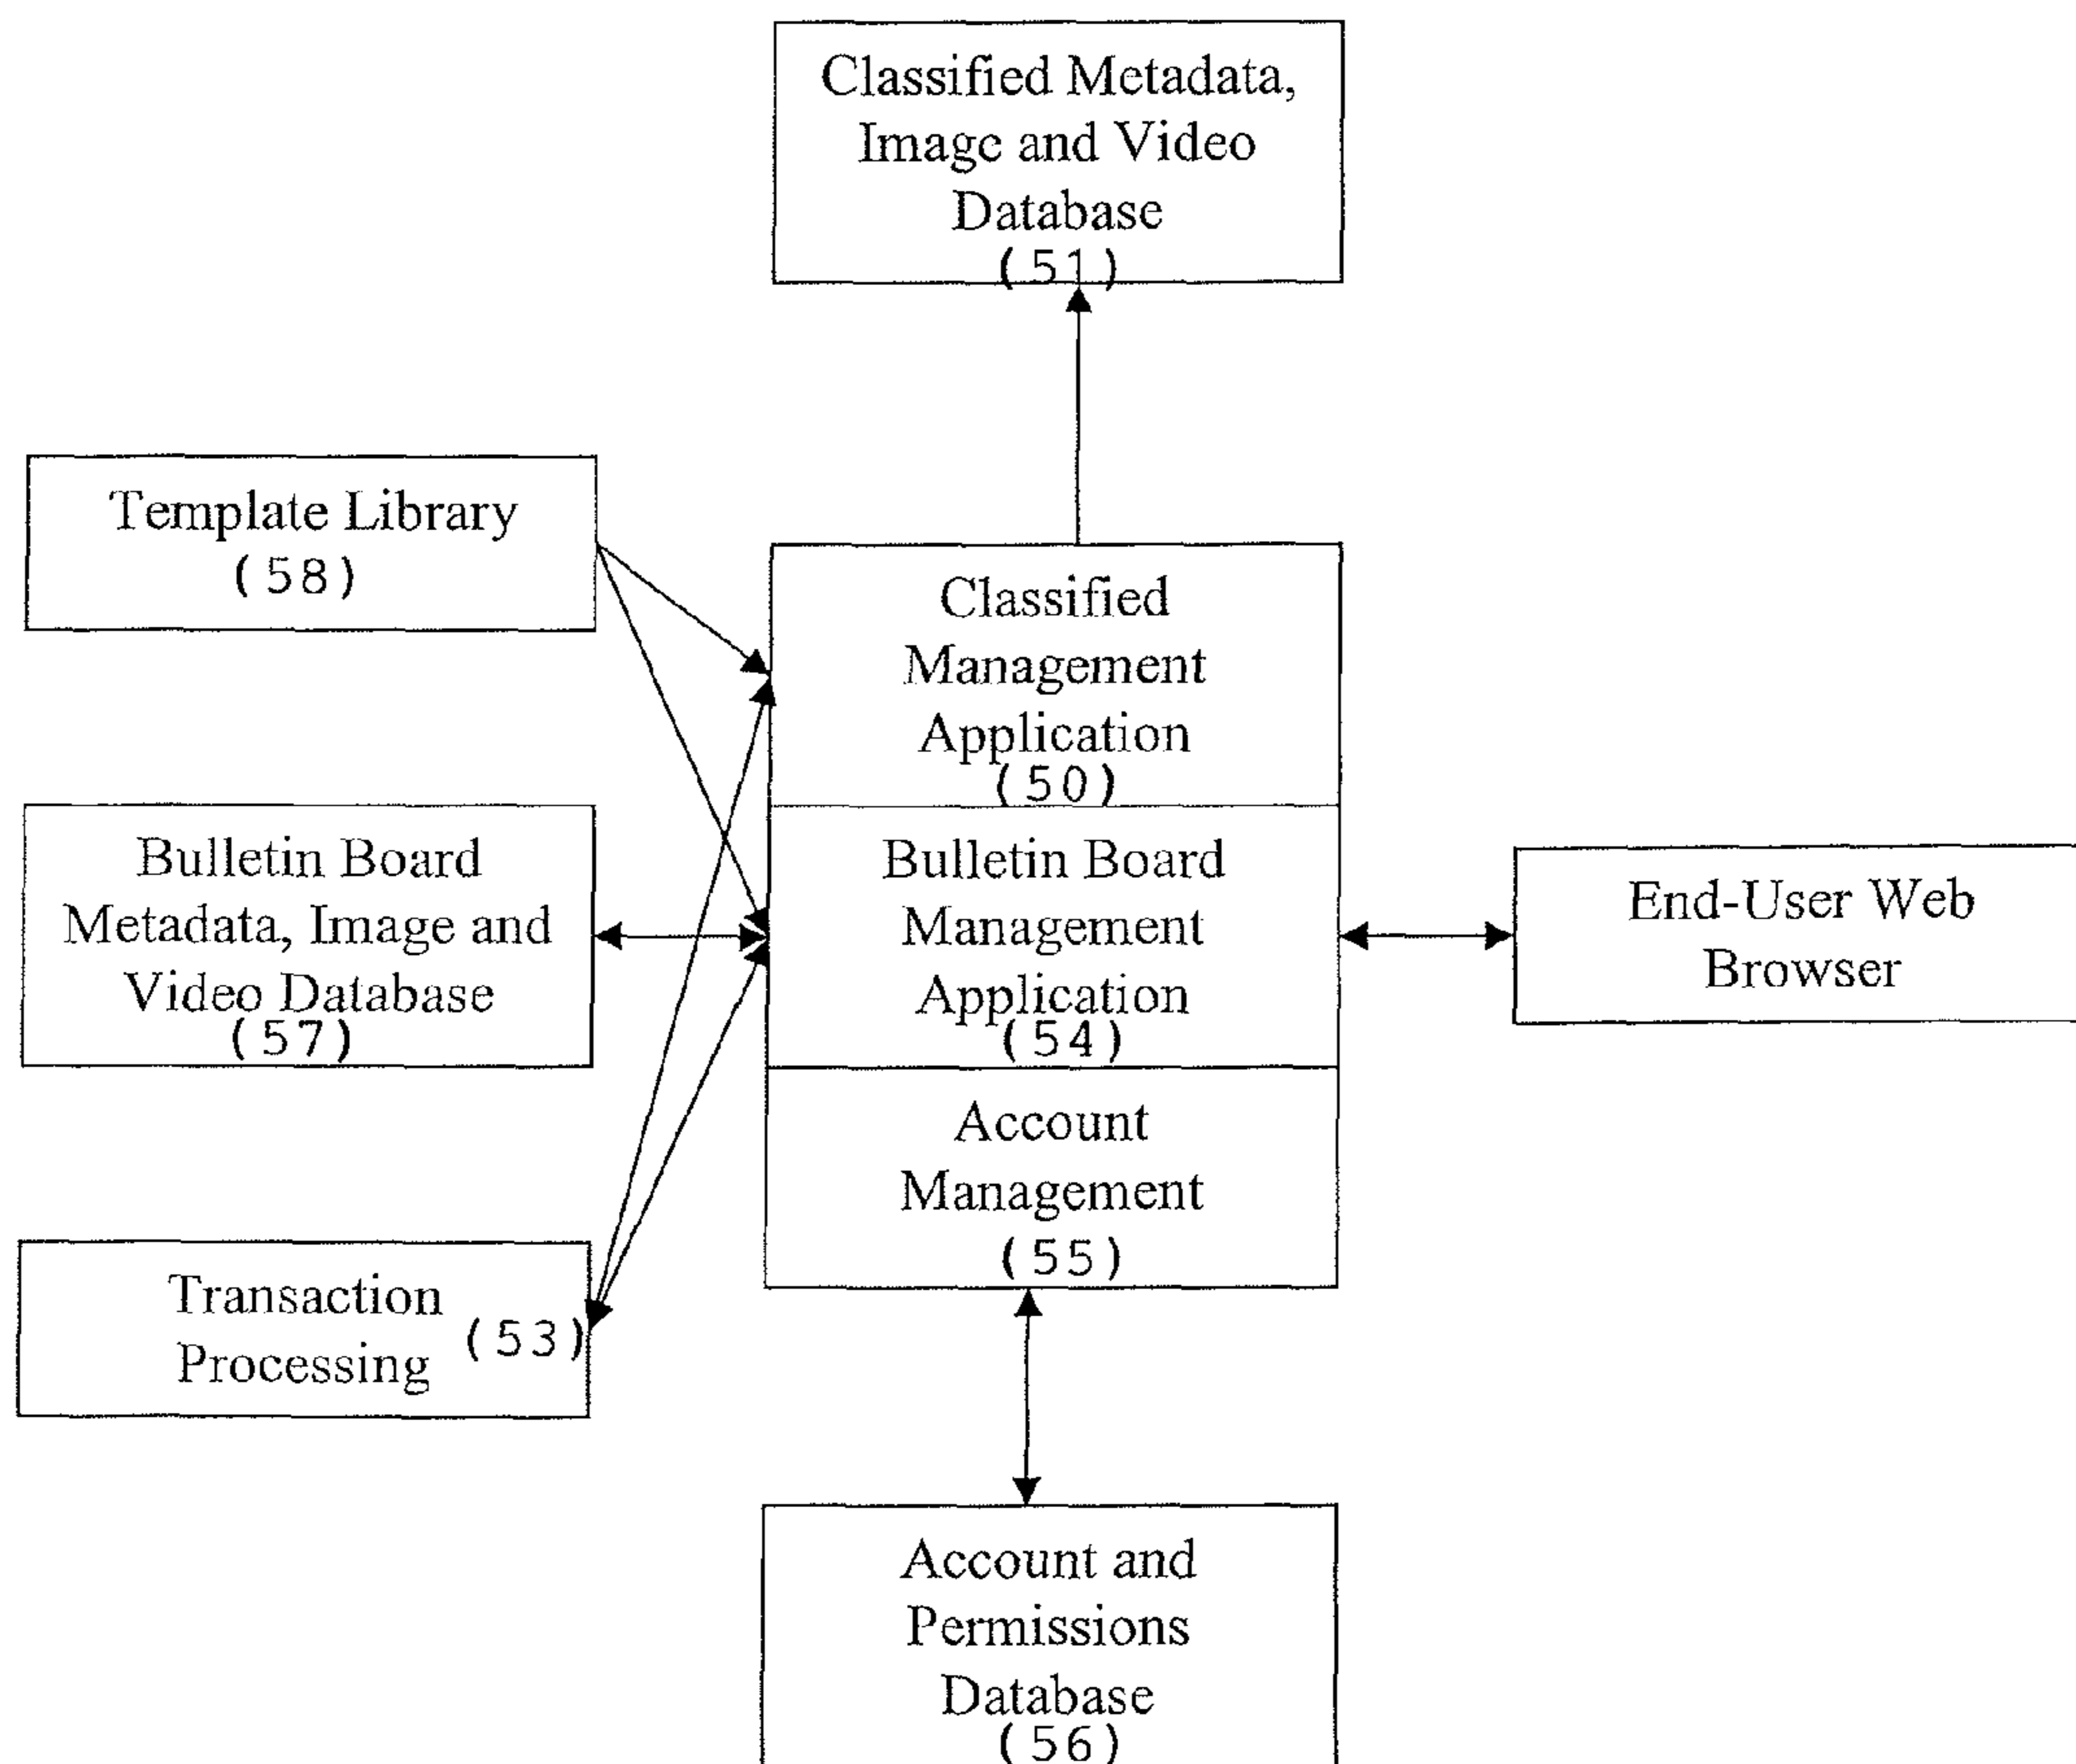 Classified Metadata,
Image and Video
Database
(51)
Template Library
(58)
Classified
Management
Application
(50)
Bulletin Board
Metadata, Image and
Video Database
(57)
Bulletin Board
Management
Application
(54)
End-User Web
Browser
Account
Management
(55)
Transaction
Processing (53)
Account and
Permissions
Database
(56)